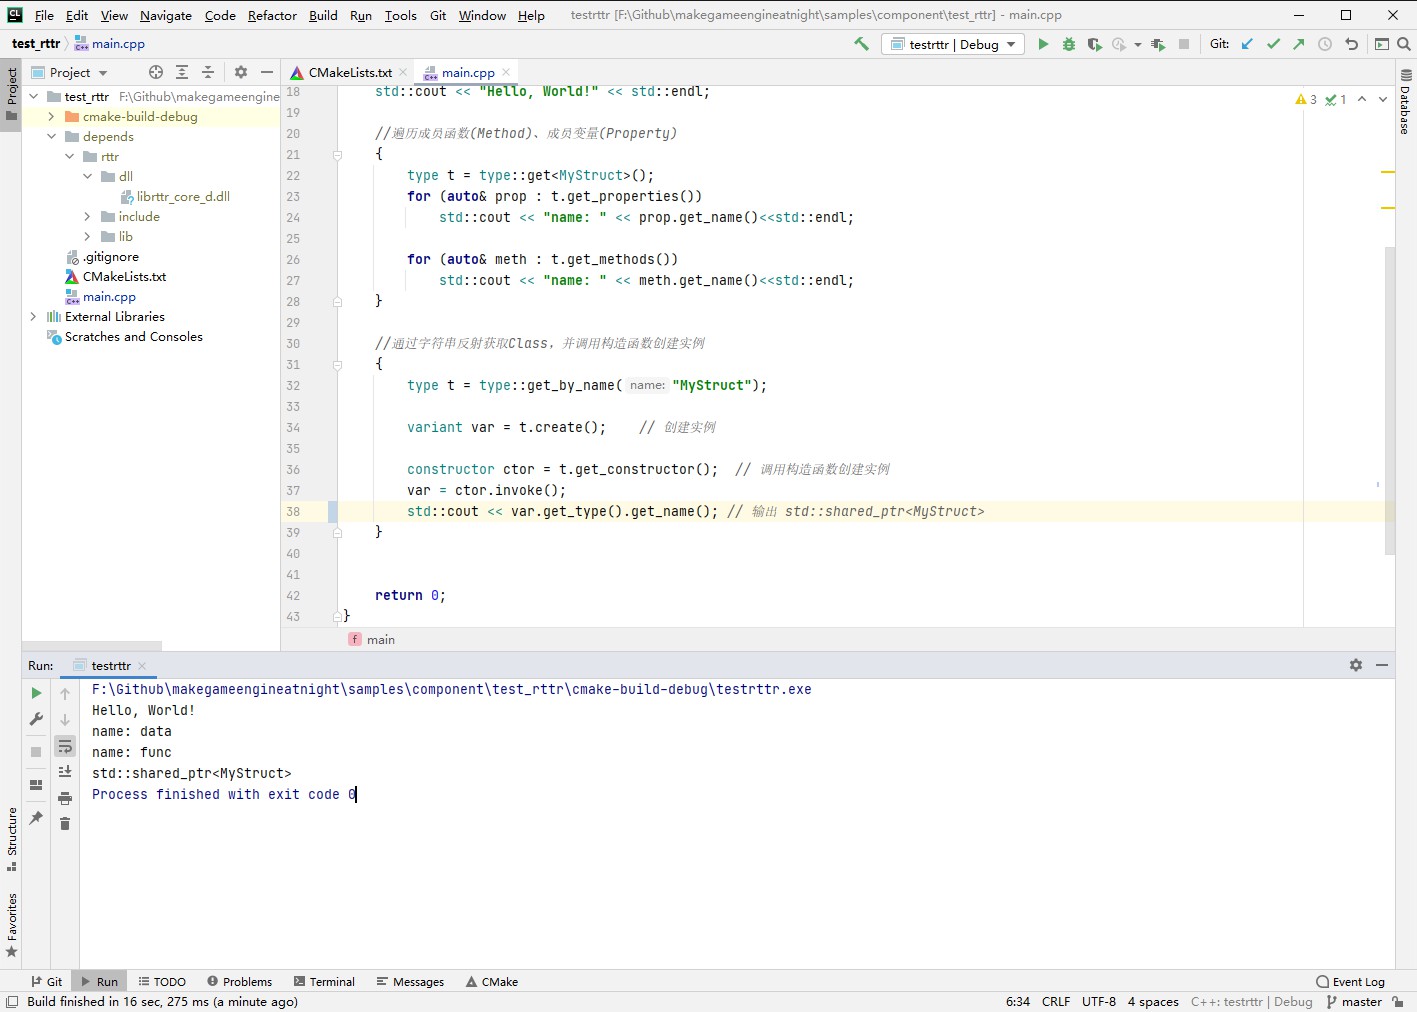 CL File Edit View Navigate Code Refactor Build Run Tools Git Window Help testrttr [F:\Github\makegameengineatnight\samples\component\test_rttr] - main.cpp
test_rttr main.cpp testrttr | Debug Git:
Project CMakeLists.txt main.cpp
Project
Database
test_rttr F:\Github\makegameengine
cmake-build-debug
depends
rttr
dll
librttr_core_d.dll
include
lib
.gitignore
CMakeLists.txt
main.cpp
External Libraries
Scratches and Consoles
3 1
18 std::cout << "Hello, World!" << std::endl;
19
20 //遍历成员函数(Method)、成员变量(Property)
21 {
22 type t = type::get<MyStruct>();
23 for (auto& prop : t.get_properties())
24 std::cout << "name: " << prop.get_name()<<std::endl;
25
26 for (auto& meth : t.get_methods())
27 std::cout << "name: " << meth.get_name()<<std::endl;
28 }
29
30 //通过字符串反射获取Class，并调用构造函数创建实例
31 {
32 type t = type::get_by_name( name: "MyStruct");
33
34 variant var = t.create(); // 创建实例
35
36 constructor ctor = t.get_constructor(); // 调用构造函数创建实例
37 var = ctor.invoke();
38 std::cout << var.get_type().get_name(); // 输出 std::shared_ptr<MyStruct>
39 }
40
41
42 return 0;
43 }
f main
Run: testrttr
F:\Github\makegameengineatnight\samples\component\test_rttr\cmake-build-debug\testrttr.exe
Hello, World!
name: data
name: func
std::shared_ptr<MyStruct>
Process finished with exit code 0
Structure
Favorites
Git Run TODO Problems Terminal Messages CMake Event Log
Build finished in 16 sec, 275 ms (a minute ago) 6:34 CRLF UTF-8 4 spaces C++: testrttr | Debug master